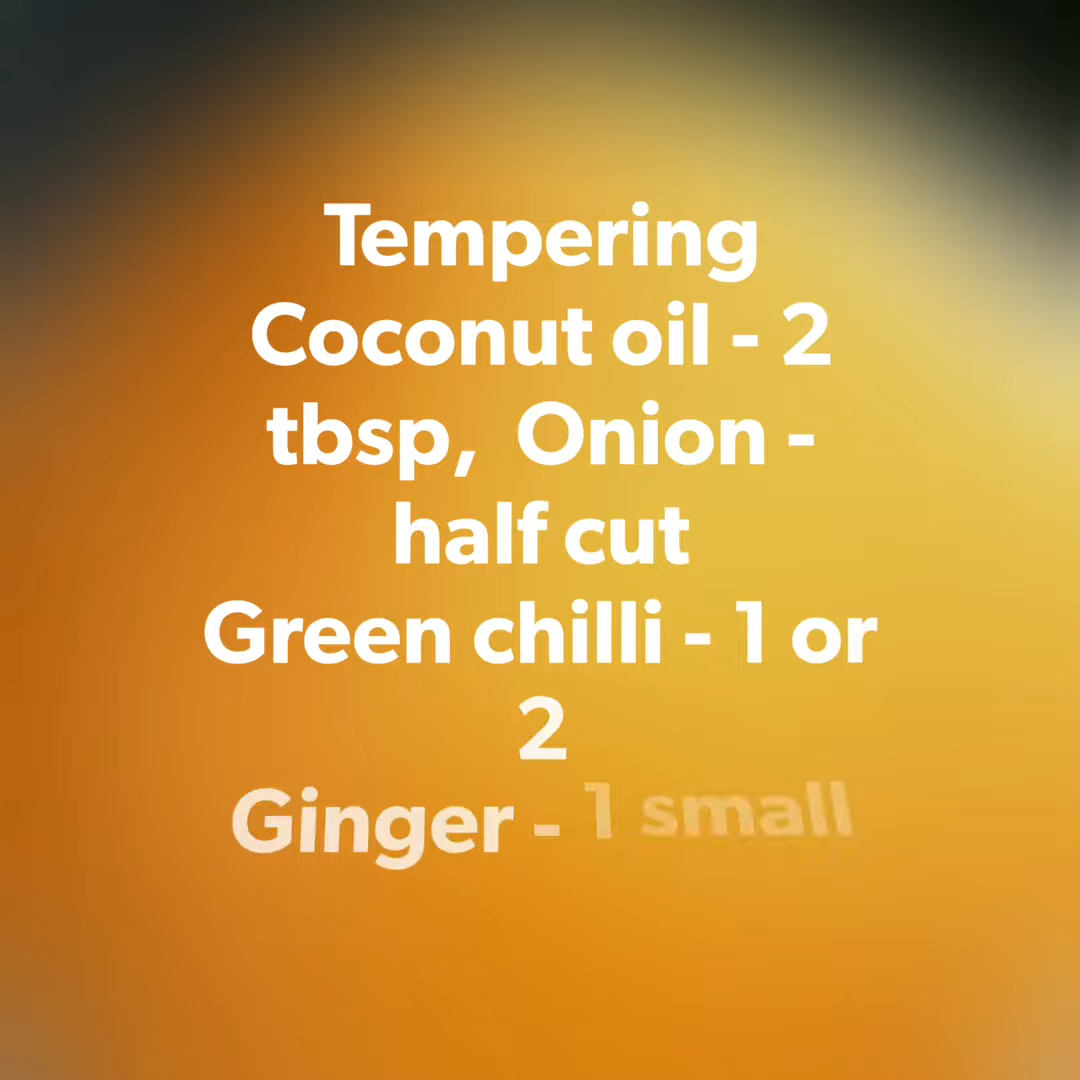 Tempering
Coconut oil - 2
tbsp,  Onion -
half cut
Green chilli - 1 or
2
Ginger - 1 small